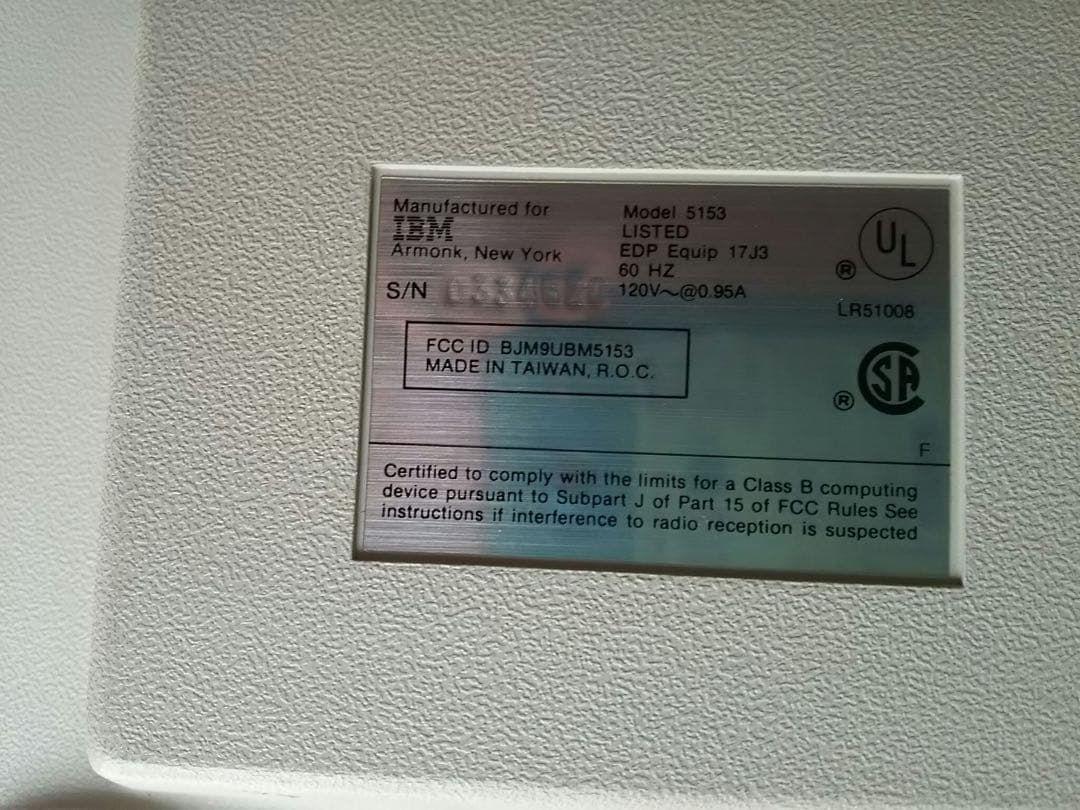 Manufactured for
IBM
Armonk, New York
S/N
Model 5153
LISTED
EDP Equip 17J3
60 HZ
120V~@0.95A
UL
®
LR51008
FCC ID BJM9UBM5153
MADE IN TAIWAN, R.O.C.
SA
®
F
Certified to comply with the limits for a Class B computing
device pursuant to Subpart J of Part 15 of FCC Rules See
instructions if interference to radio reception is suspected